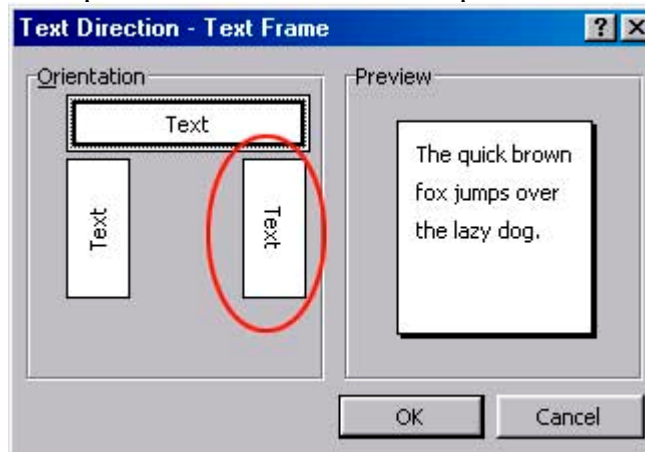 Text Direction - Text Frame
Orientation
Preview
Text
Text
Text
The quick brown
fox jumps over
the lazy dog.
OK
Cancel